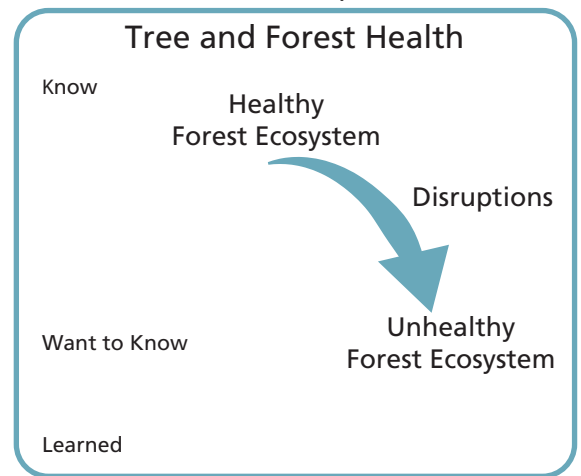 Tree and Forest Health
Know
Healthy
Forest Ecosystem
Disruptions
Unhealthy
Forest Ecosystem
Want to Know
Learned